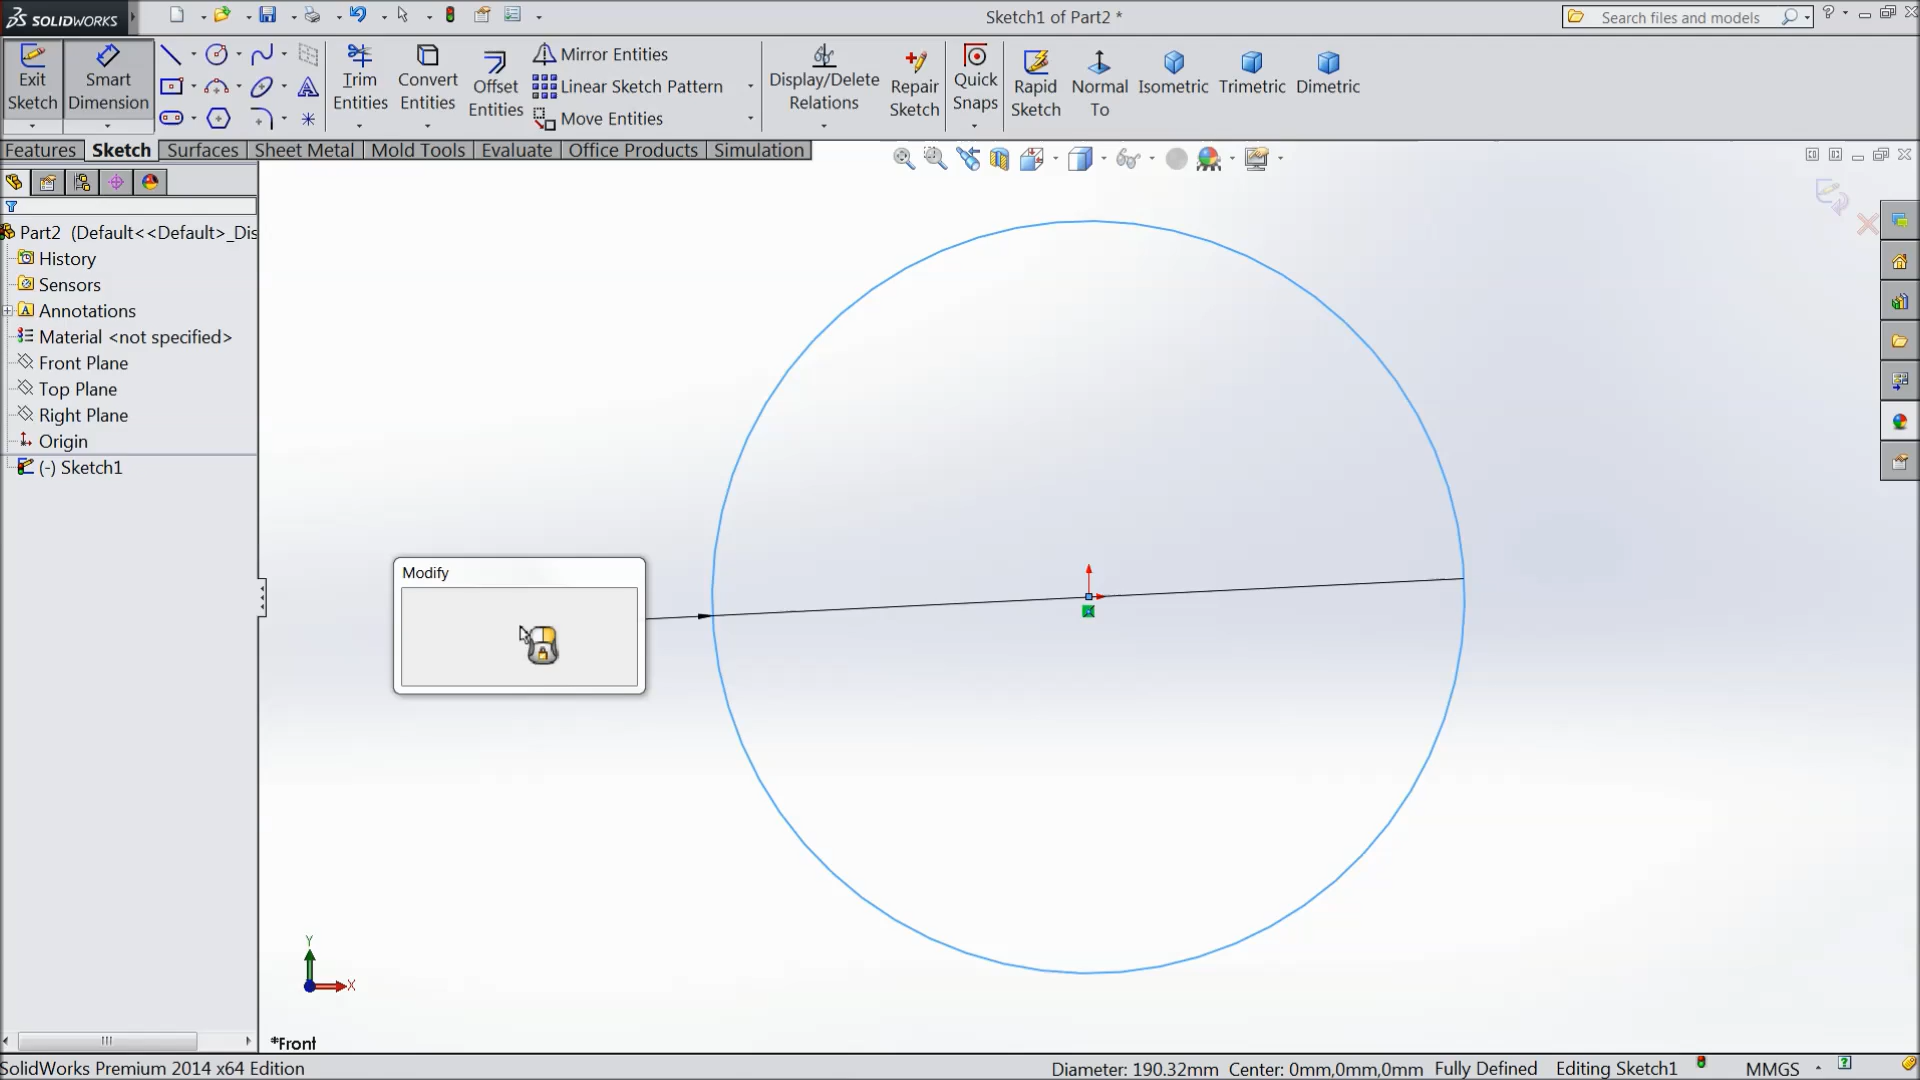 SOLIDWORKS
Sketch1 of Part2 *
Search files and models
?
Exit Sketch
Smart Dimension
Trim Entities
Convert Entities
Offset Entities
Mirror Entities
Linear Sketch Pattern
Move Entities
Display/Delete Relations
Repair Sketch
Quick Snaps
Rapid Sketch
Normal To
Isometric
Trimetric
Dimetric
Features Sketch Surfaces Sheet Metal Mold Tools Evaluate Office Products Simulation
Part2 (Default<<Default>_Dis
History
Sensors
Annotations
Material <not specified>
Front Plane
Top Plane
Right Plane
Origin
(-) Sketch1
Modify
Y
X
*Front
SolidWorks Premium 2014 x64 Edition
Diameter: 190.32mm Center: 0mm,0mm,0mm Fully Defined Editing Sketch1 MMGS